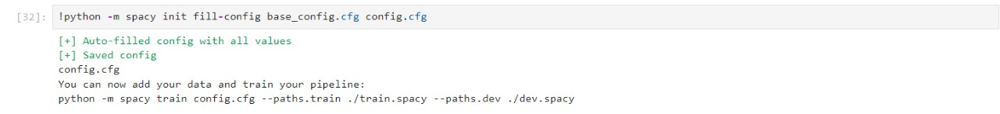 [32]: !python -m spacy init fill-config base_config.cfg config.cfg
[+] Auto-filled config with all values
[+] Saved config
config.cfg
You can now add your data and train your pipeline:
python -m spacy train config.cfg --paths.train ./train.spacy --paths.dev ./dev.spacy